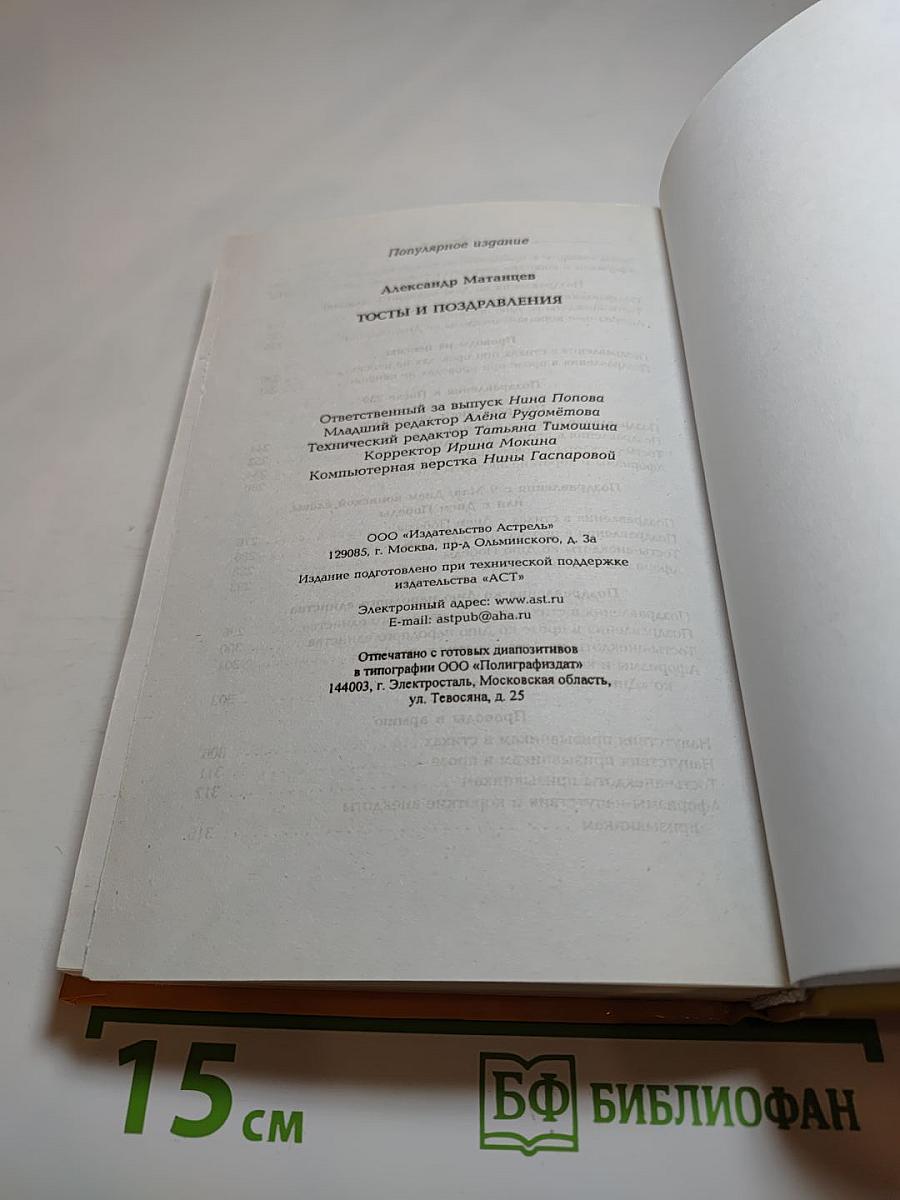 Популярное издание
Александр Матанцев
ТОСТЫ И ПОЗДРАВЛЕНИЯ
Ответственный за выпуск Нина Попова
Младший редактор Алёна Рудомётова
Технический редактор Татьяна Тимошина
Корректор Ирина Мокина
Компьютерная верстка Нины Гаспаровой
ООО «Издательство Астрель»
129085, г. Москва, пр-д Ольминского, д. 3а
Издание подготовлено при технической поддержке
издательства «АСТ»
Электронный адрес: www.ast.ru
E-mail: astpub@aha.ru
Отпечатано с готовых диапозитивов
в типографии ООО «Полиграфиздат»
144003, г. Электросталь, Московская область,
ул. Тевосяна, д. 25
15 см
БФ БИБЛИОФАН